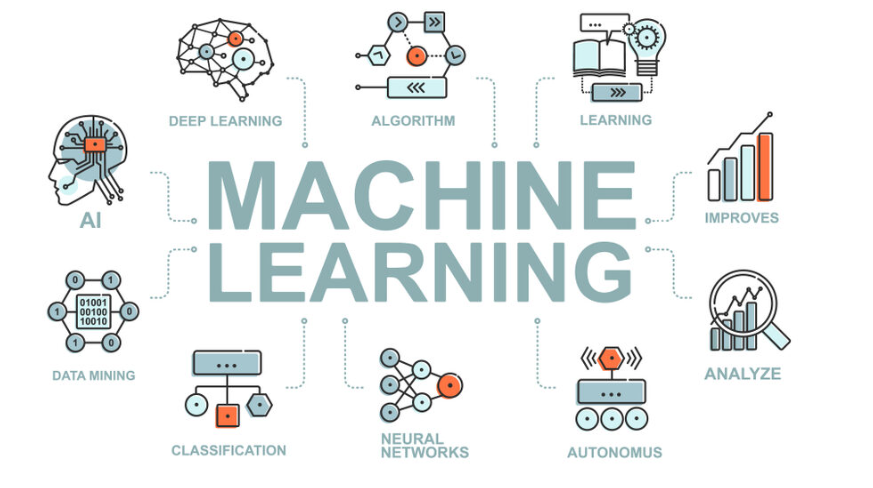 DEEP LEARNING
ALGORITHM
LEARNING
AI
MACHINE
LEARNING
IMPROVES
0 1
1 0
1 0
01001
00100
10010
DATA MINING
ANALYZE
CLASSIFICATION
NEURAL
NETWORKS
AUTONOMUS